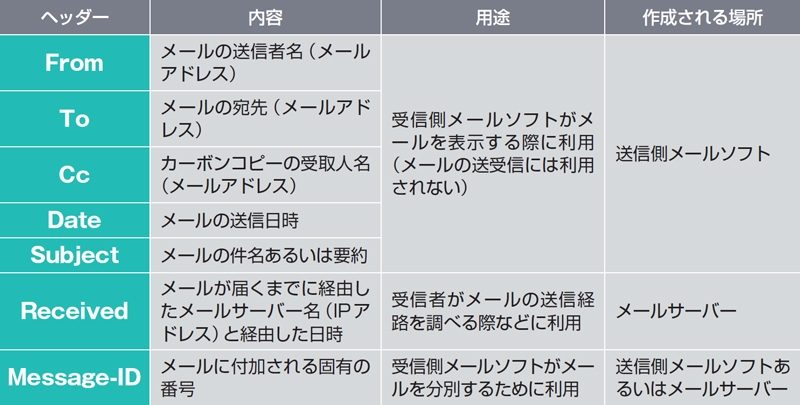 ヘッダー
内容
用途
作成される場所
From
メールの送信者名（メール
アドレス）
To
メールの宛先（メールアド
レス）
Cc
カーボンコピーの受取人名
（メールアドレス）
Date
メールの送信日時
Subject
メールの件名あるいは要約
受信側メールソフトがメ
ールを表示する際に利用
（メールの送受信には利用
されない）
送信側メールソフト
Received
メールが届くまでに経由し
たメールサーバー名（IPア
ドレス）と経由した日時
受信者がメールの送信経
路を調べる際などに利用
メールサーバー
Message-ID
メールに付加される固有の
番号
受信側メールソフトがメー
ルを分別するために利用
送信側メールソフトあ
るいはメールサーバー